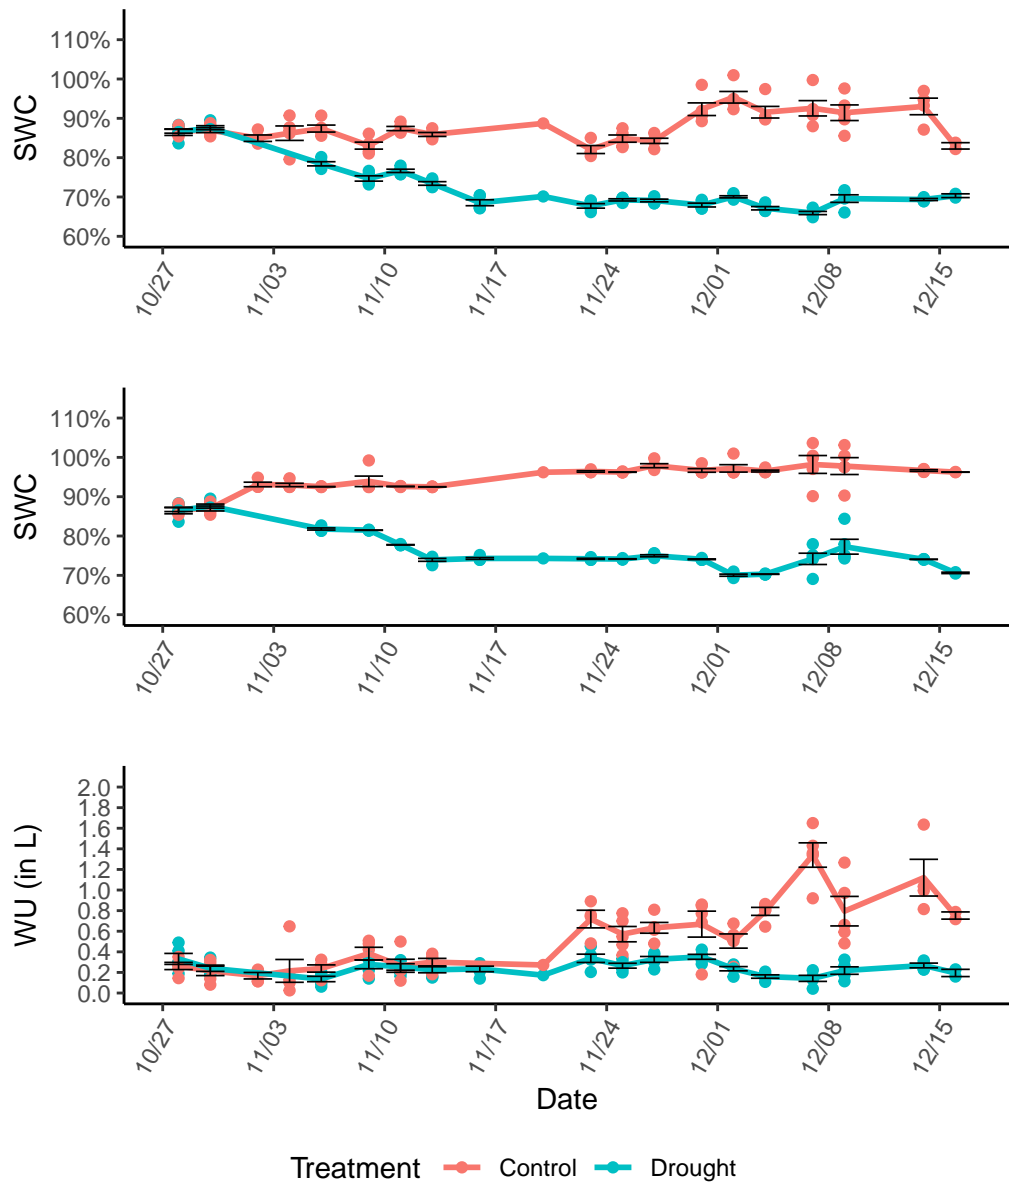 110%
100%
90%
80%
70%
60%
SWC
10/27 11/03 11/10 11/17 11/24 12/01 12/08 12/15
110%
100%
90%
80%
70%
60%
SWC
10/27 11/03 11/10 11/17 11/24 12/01 12/08 12/15
2.0
1.8
1.6
1.4
1.2
1.0
0.8
0.6
0.4
0.2
0.0
WU (in L)
10/27 11/03 11/10 11/17 11/24 12/01 12/08 12/15
Date
Treatment Control Drought